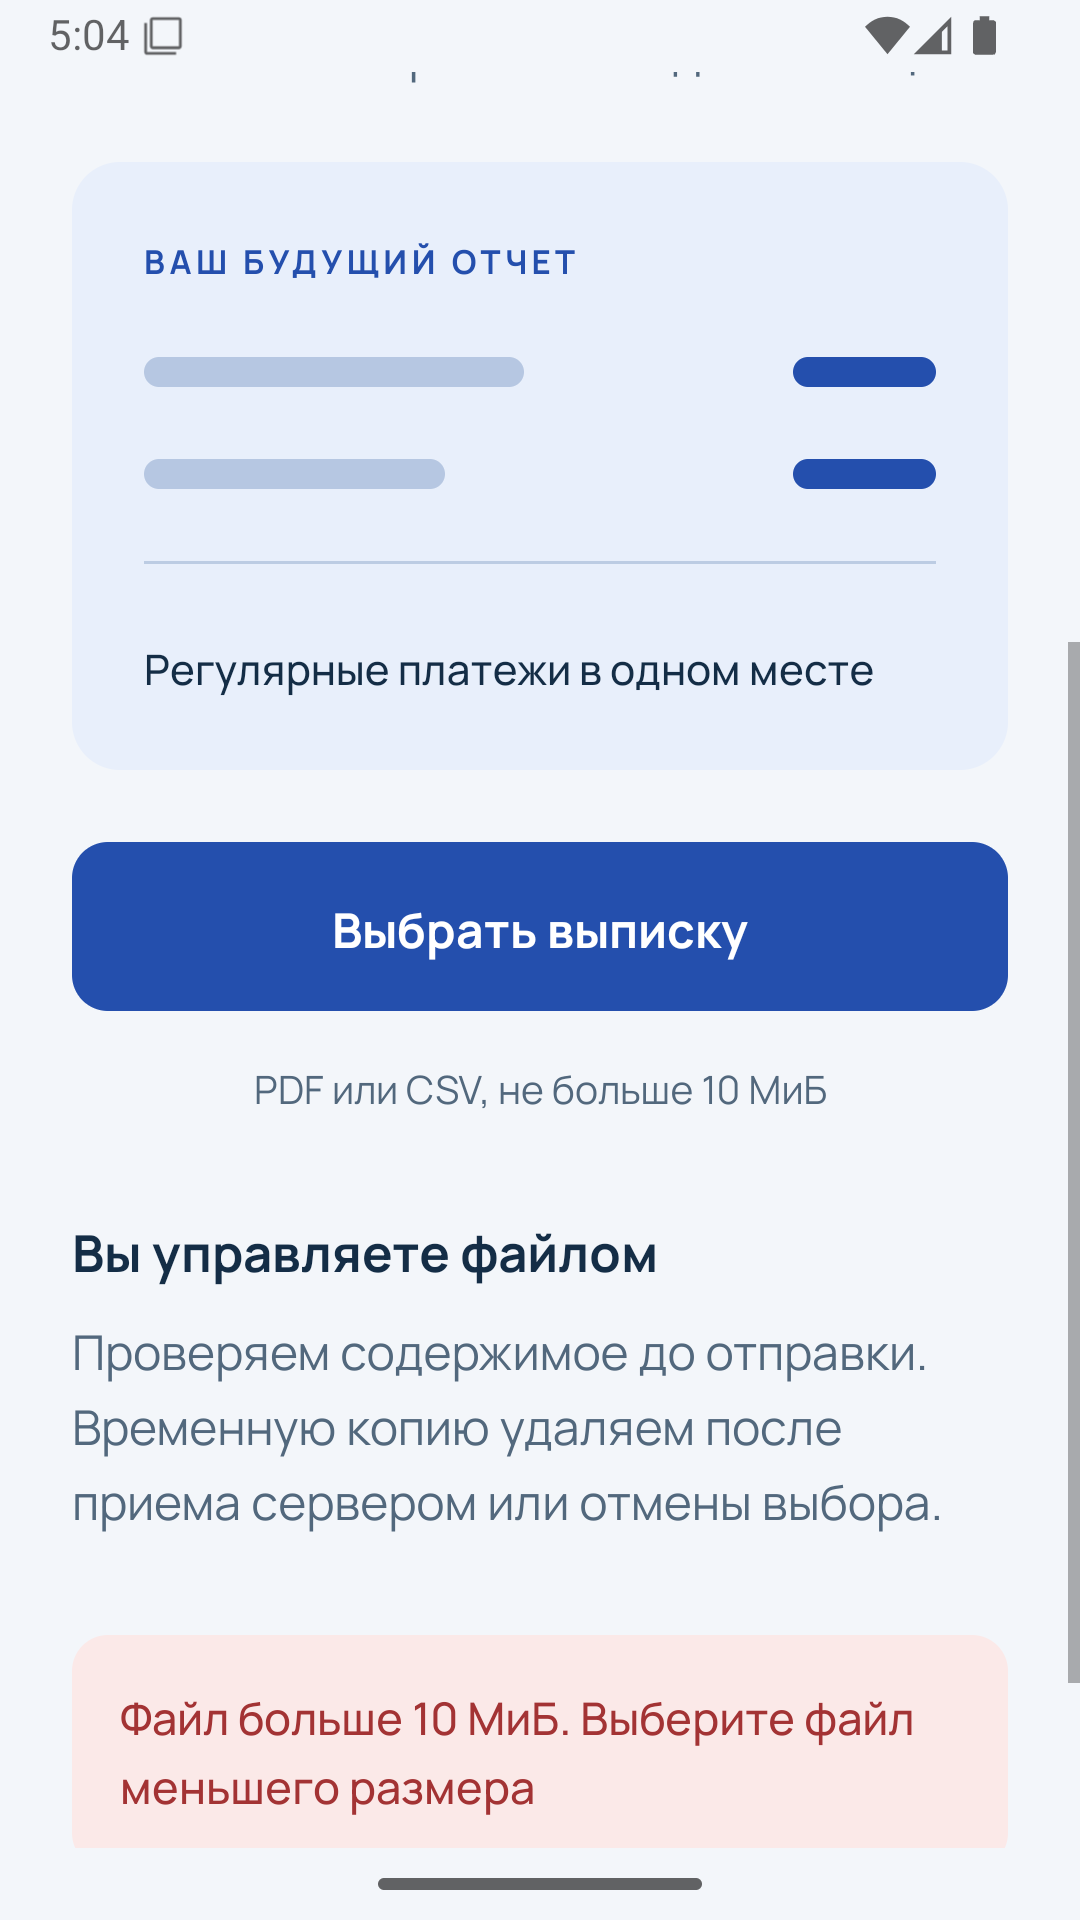 5:04
ВАШ БУДУЩИЙ ОТЧЕТ
Регулярные платежи в одном месте
Выбрать выписку
PDF или CSV, не больше 10 МиБ
Вы управляете файлом
Проверяем содержимое до отправки.
Временную копию удаляем после
приема сервером или отмены выбора.
Файл больше 10 МиБ. Выберите файл
меньшего размера